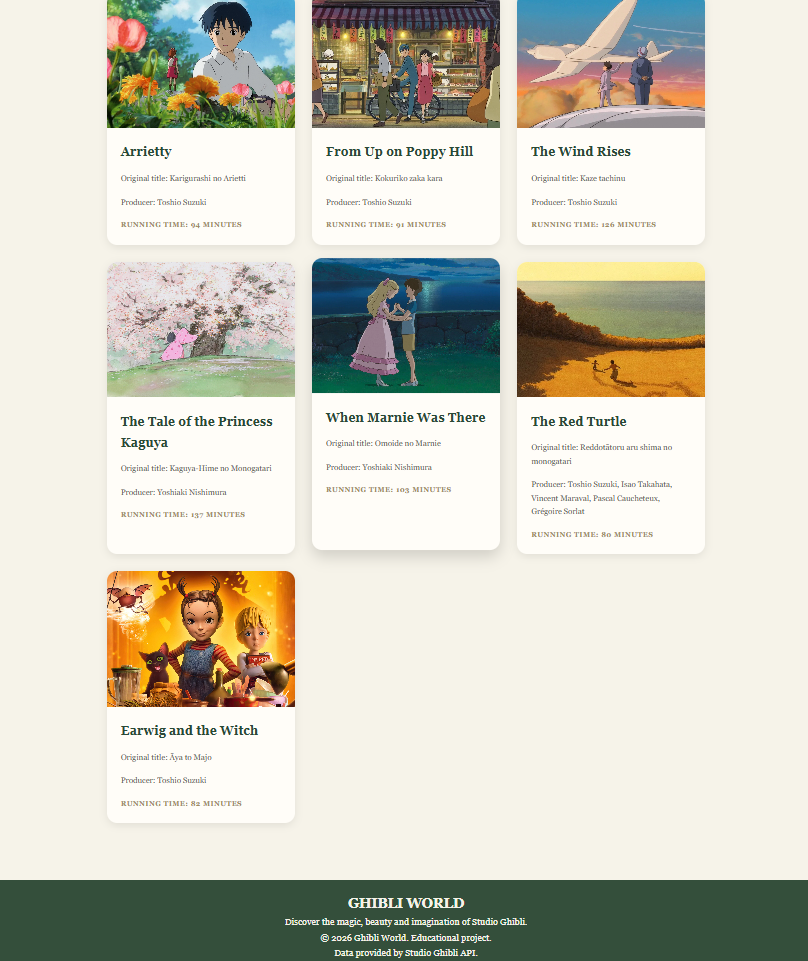 Arrietty
Original title: Karigurashi no Arietti
Producer: Toshio Suzuki
RUNNING TIME: 94 MINUTES
From Up on Poppy Hill
Original title: Kokuriko zaka kara
Producer: Toshio Suzuki
RUNNING TIME: 91 MINUTES
The Wind Rises
Original title: Kaze tachinu
Producer: Toshio Suzuki
RUNNING TIME: 126 MINUTES
The Tale of the Princess
Kaguya
Original title: Kaguya-Hime no Monogatari
Producer: Yoshiaki Nishimura
RUNNING TIME: 137 MINUTES
When Marnie Was There
Original title: Omoide no Marnie
Producer: Yoshiaki Nishimura
RUNNING TIME: 103 MINUTES
The Red Turtle
Original title: Reddotātoru aru shima no
monogatari
Producer: Toshio Suzuki, Isao Takahata,
Vincent Maraval, Pascal Caucheteux,
Grégoire Sorlat
RUNNING TIME: 80 MINUTES
Earwig and the Witch
Original title: Āya to Majo
Producer: Toshio Suzuki
RUNNING TIME: 82 MINUTES
GHIBLI WORLD
Discover the magic, beauty and imagination of Studio Ghibli.
© 2026 Ghibli World. Educational project.
Data provided by Studio Ghibli API.